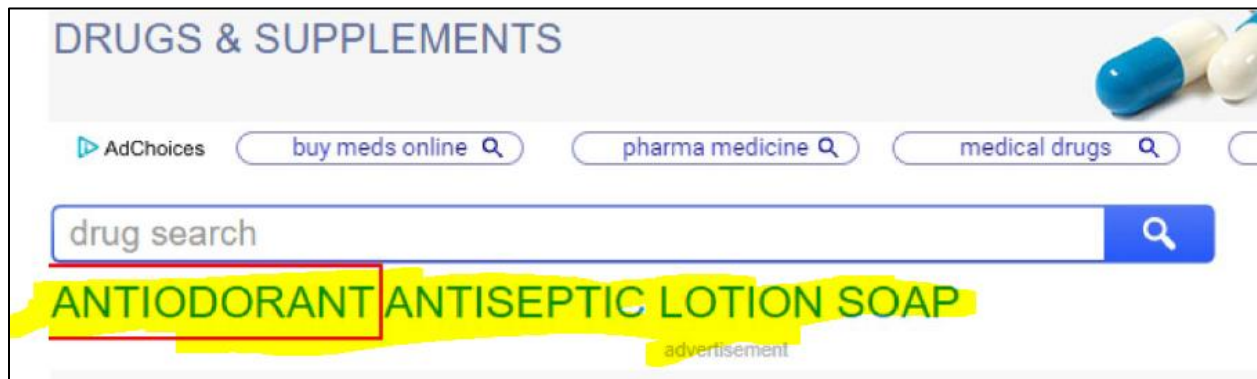 DRUGS & SUPPLEMENTS
AdChoices buy meds online pharma medicine medical drugs
drug search
ANTIODORANT ANTISEPTIC LOTION SOAP
advertisement